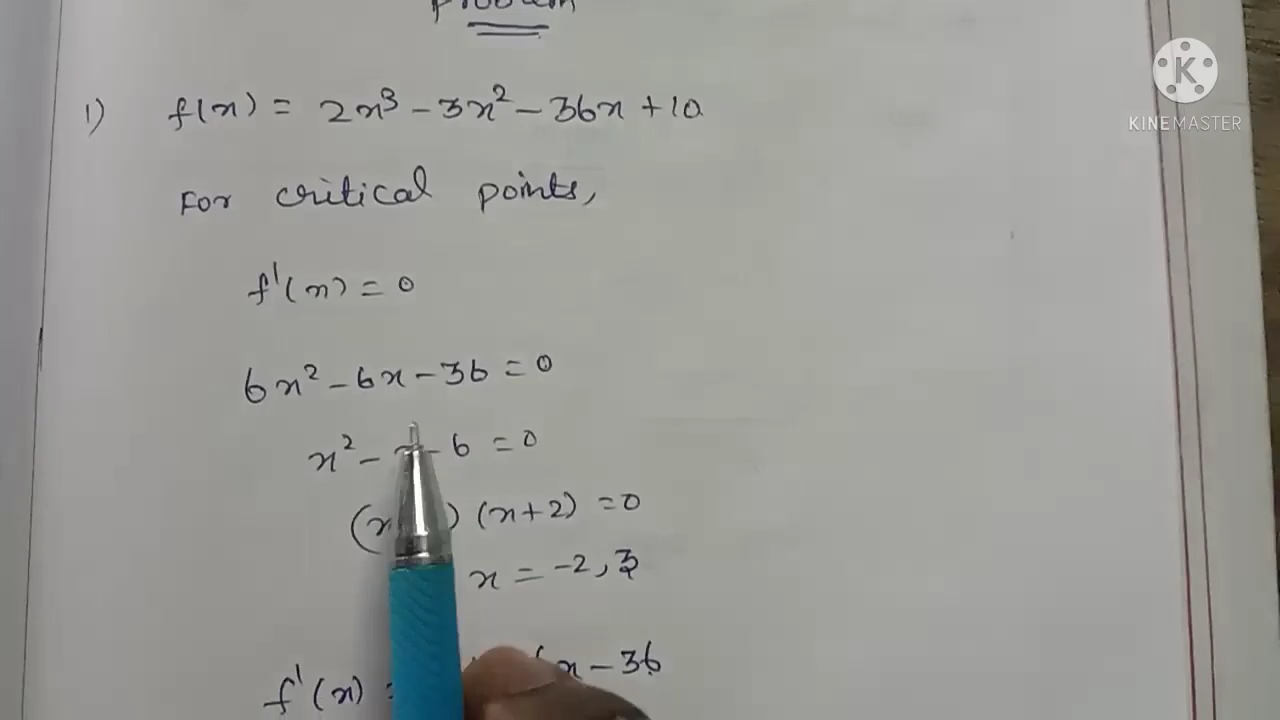 Problem
1) f(x) = 2x³ - 3x² - 36x + 10
For critical points,
f'(x) = 0
6x² - 6x - 36 = 0
x² - - 6 = 0
(x ) (x+2) = 0
x = -2, 3
f'(x) = x - 36
KINEMASTER